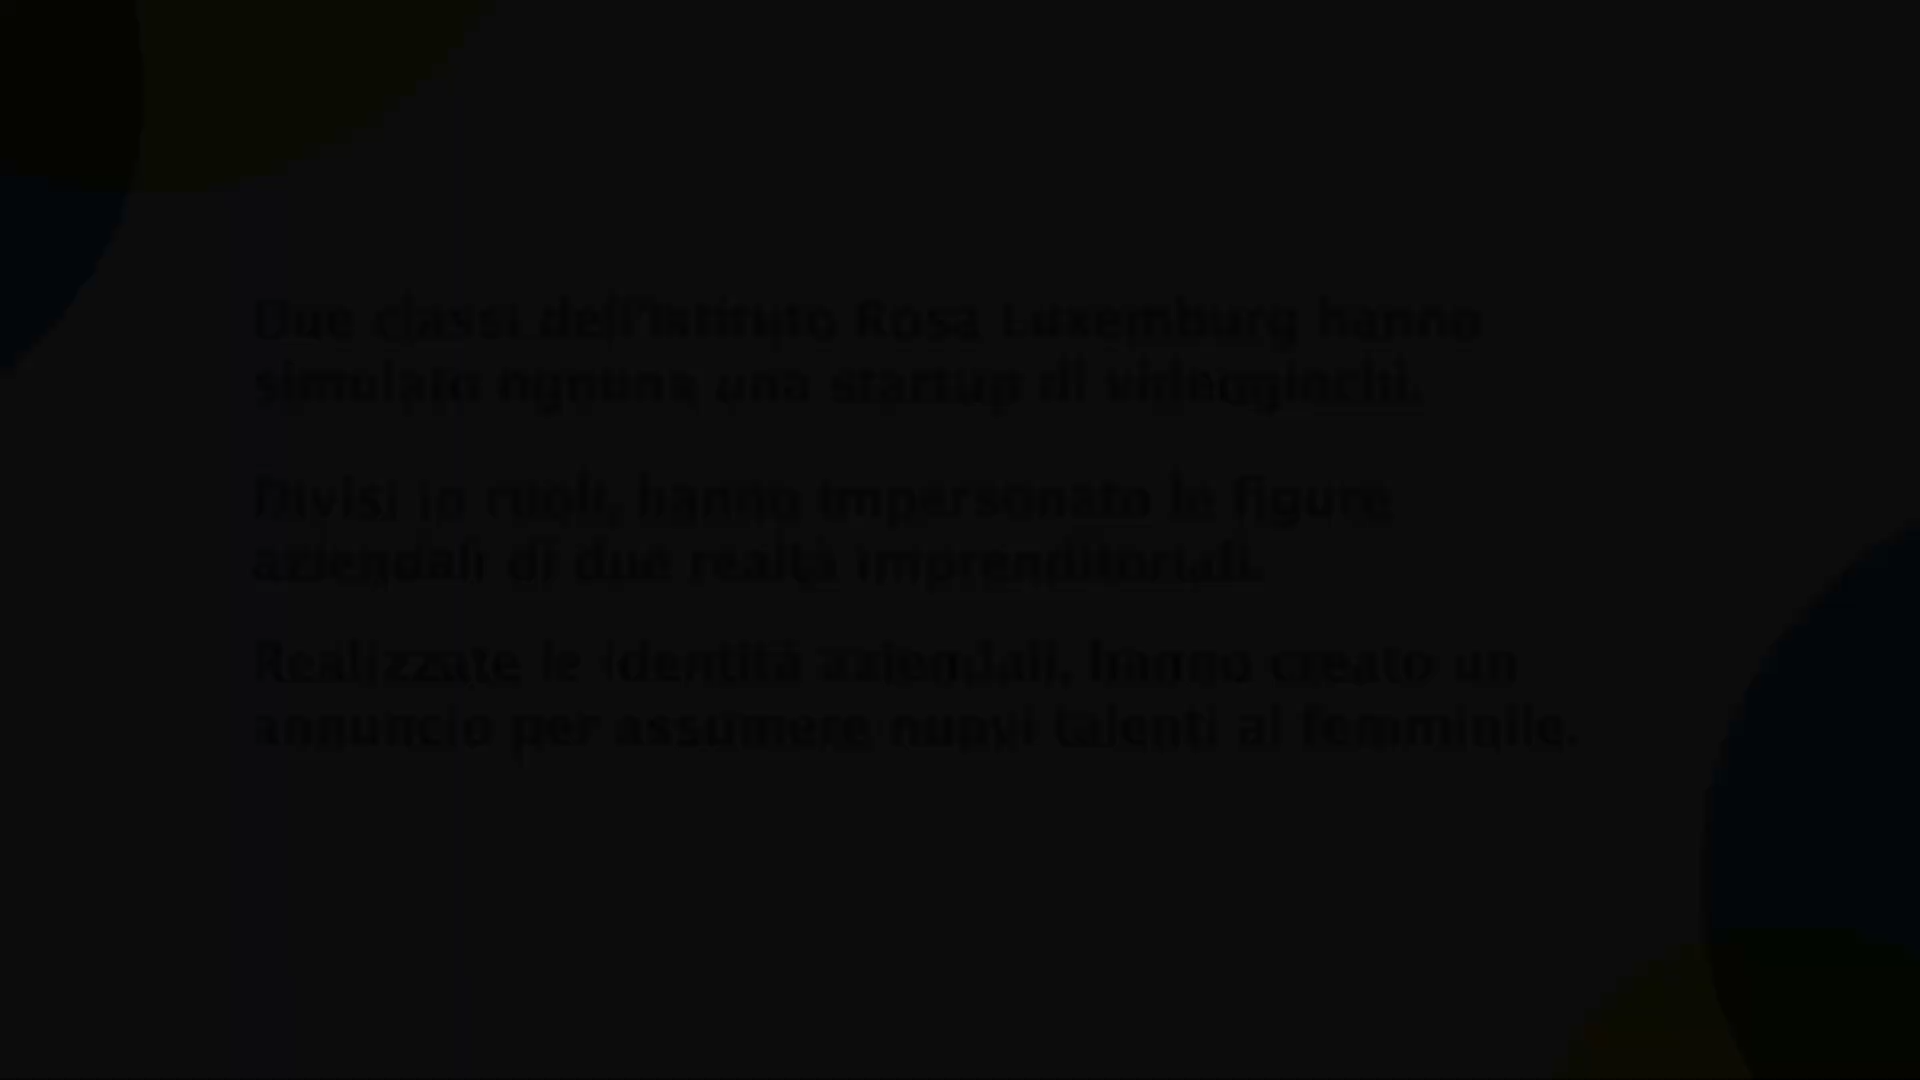 Due classi dell'Istituto Rosa Luxemburg hanno
simulato ognuna una startup di videogiochi.
Divisi in ruoli, hanno impersonato le figure
aziendali di due realtà imprenditoriali.
Realizzate le identità aziendali, hanno creato un
annuncio per assumere nuovi talenti al femminile.